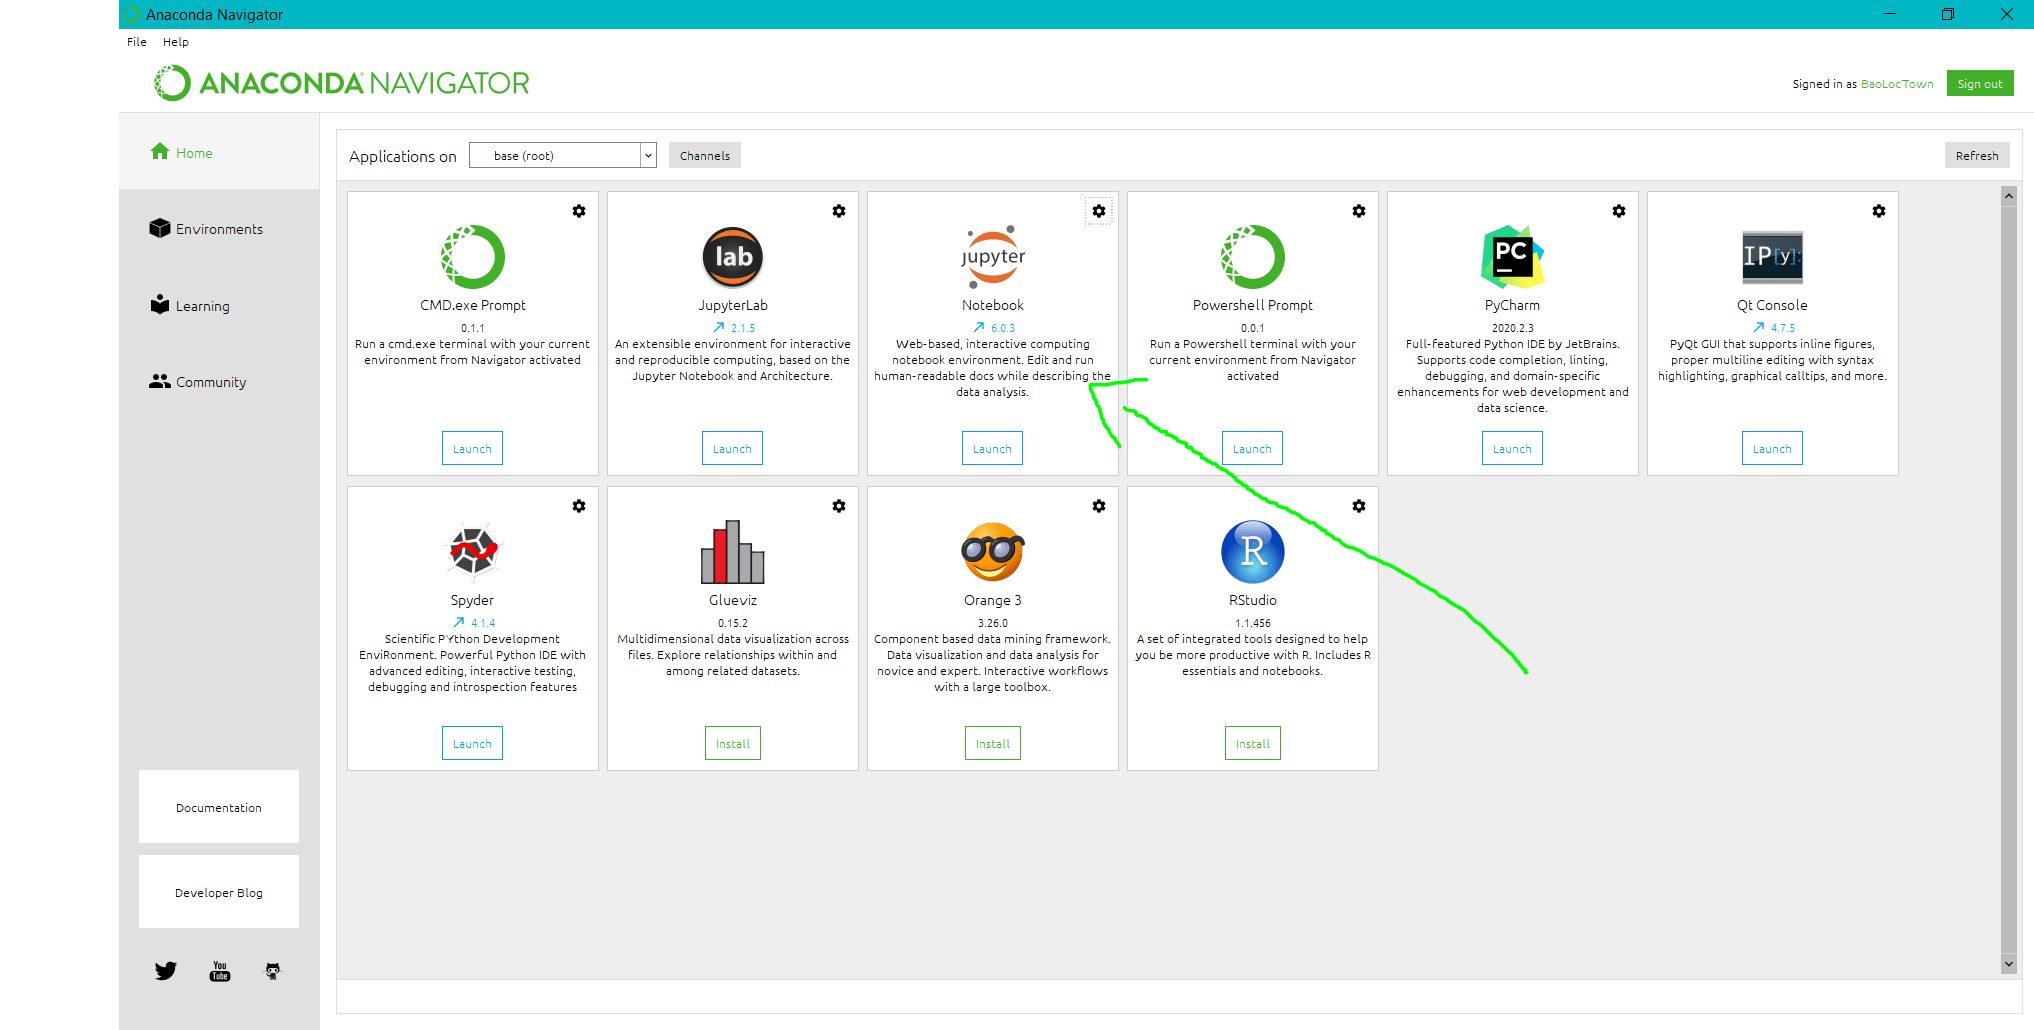 Anaconda Navigator
File Help
ANACONDA NAVIGATOR
Signed in as BaoLocTown Sign out
Home
Environments
Learning
Community
Documentation
Developer Blog
You
Tube
Applications on base (root) Channels Refresh
CMD.exe Prompt
0.1.1
Run a cmd.exe terminal with your current
environment from Navigator activated
Launch
lab
JupyterLab
2.1.5
An extensible environment for interactive
and reproducible computing, based on the
Jupyter Notebook and Architecture.
Launch
jupyter
Notebook
6.0.3
Web-based, interactive computing
notebook environment. Edit and run
human-readable docs while describing the
data analysis.
Launch
Powershell Prompt
0.0.1
Run a Powershell terminal with your
current environment from Navigator
activated
Launch
PC
PyCharm
2020.2.3
Full-featured Python IDE by JetBrains.
Supports code completion, linting,
debugging, and domain-specific
enhancements for web development and
data science.
Launch
IP[y]:
Qt Console
4.7.5
PyQt GUI that supports inline figures,
proper multiline editing with syntax
highlighting, graphical calltips, and more.
Launch
Spyder
4.1.4
Scientific PYthon Development
EnviRonment. Powerful Python IDE with
advanced editing, interactive testing,
debugging and introspection features
Launch
Glueviz
0.15.2
Multidimensional data visualization across
files. Explore relationships within and
among related datasets.
Install
Orange 3
3.26.0
Component based data mining framework.
Data visualization and data analysis for
novice and expert. Interactive workflows
with a large toolbox.
Install
R
RStudio
1.1.456
A set of integrated tools designed to help
you be more productive with R. Includes R
essentials and notebooks.
Install